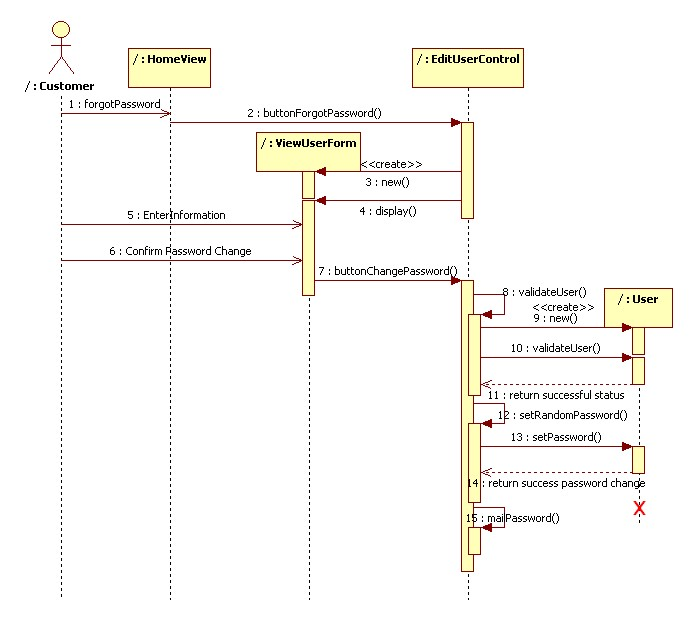 / : HomeView
/ : EditUserControl
/ : Customer
1 : forgotPassword
2 : buttonForgotPassword()
/ : ViewUserForm
<<create>>
3 : new()
4 : display()
5 : EnterInformation
6 : Confirm Password Change
7 : buttonChangePassword()
8 : validateUser()
/ : User
<<create>>
9 : new()
10 : validateUser()
11 : return successful status
12 : setRandomPassword()
13 : setPassword()
14 : return success password change
15 : mailPassword()